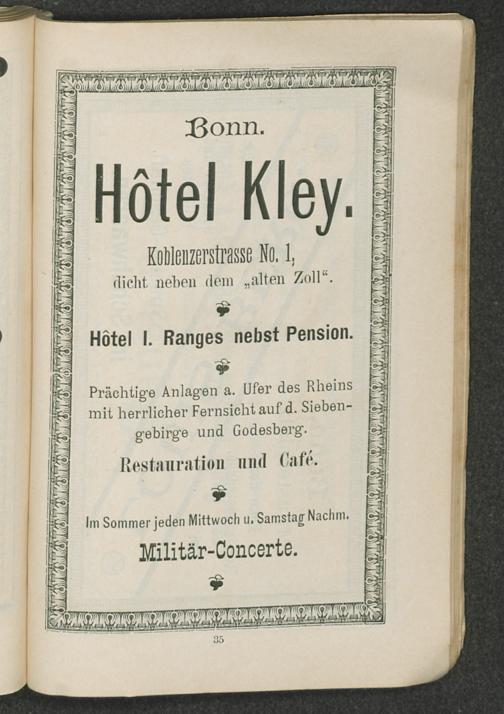 Bonn.
Hôtel Kley.
Koblenzerstrasse No. 1,
dicht neben dem „alten Zoll“.
Hôtel I. Ranges nebst Pension.
Prächtige Anlagen a. Ufer des Rheins
mit herrlicher Fernsicht auf d. Sieben-
gebirge und Godesberg.
Restauration und Café.
Im Sommer jeden Mittwoch u. Samstag Nachm.
Militär-Concerte.
35